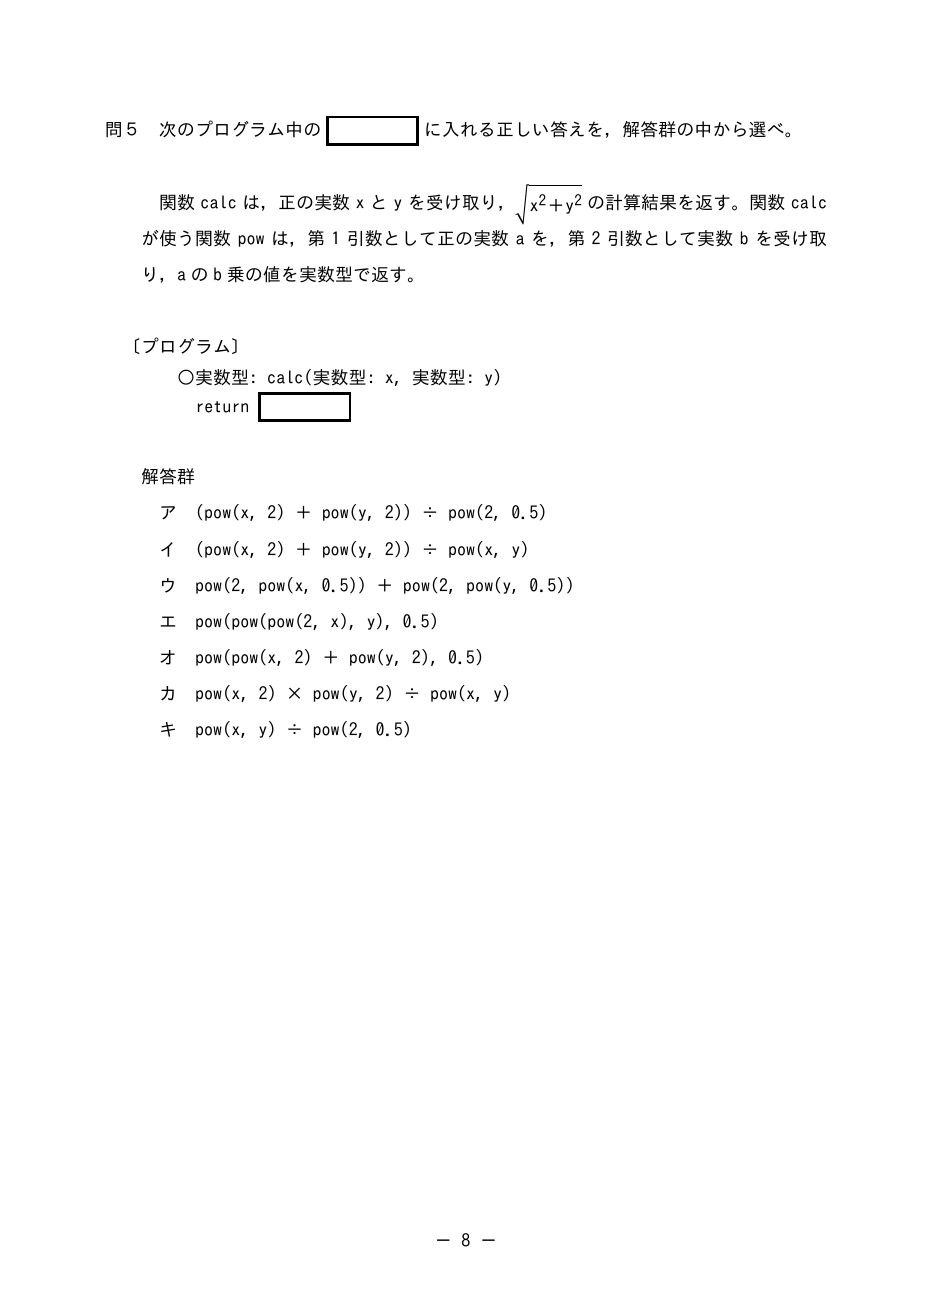 問5 次のプログラム中の に入れる正しい答えを，解答群の中から選べ。
関数 calc は，正の実数 x と y を受け取り，√x²＋y² の計算結果を返す。関数 calc
が使う関数 pow は，第 1 引数として正の実数 a を，第 2 引数として実数 b を受け取
り，a の b 乗の値を実数型で返す。
〔プログラム〕
○実数型: calc(実数型: x, 実数型: y)
return
解答群
ア (pow(x, 2) ＋ pow(y, 2)) ÷ pow(2, 0.5)
イ (pow(x, 2) ＋ pow(y, 2)) ÷ pow(x, y)
ウ pow(2, pow(x, 0.5)) ＋ pow(2, pow(y, 0.5))
エ pow(pow(pow(2, x), y), 0.5)
オ pow(pow(x, 2) ＋ pow(y, 2), 0.5)
カ pow(x, 2) × pow(y, 2) ÷ pow(x, y)
キ pow(x, y) ÷ pow(2, 0.5)
－ 8 －